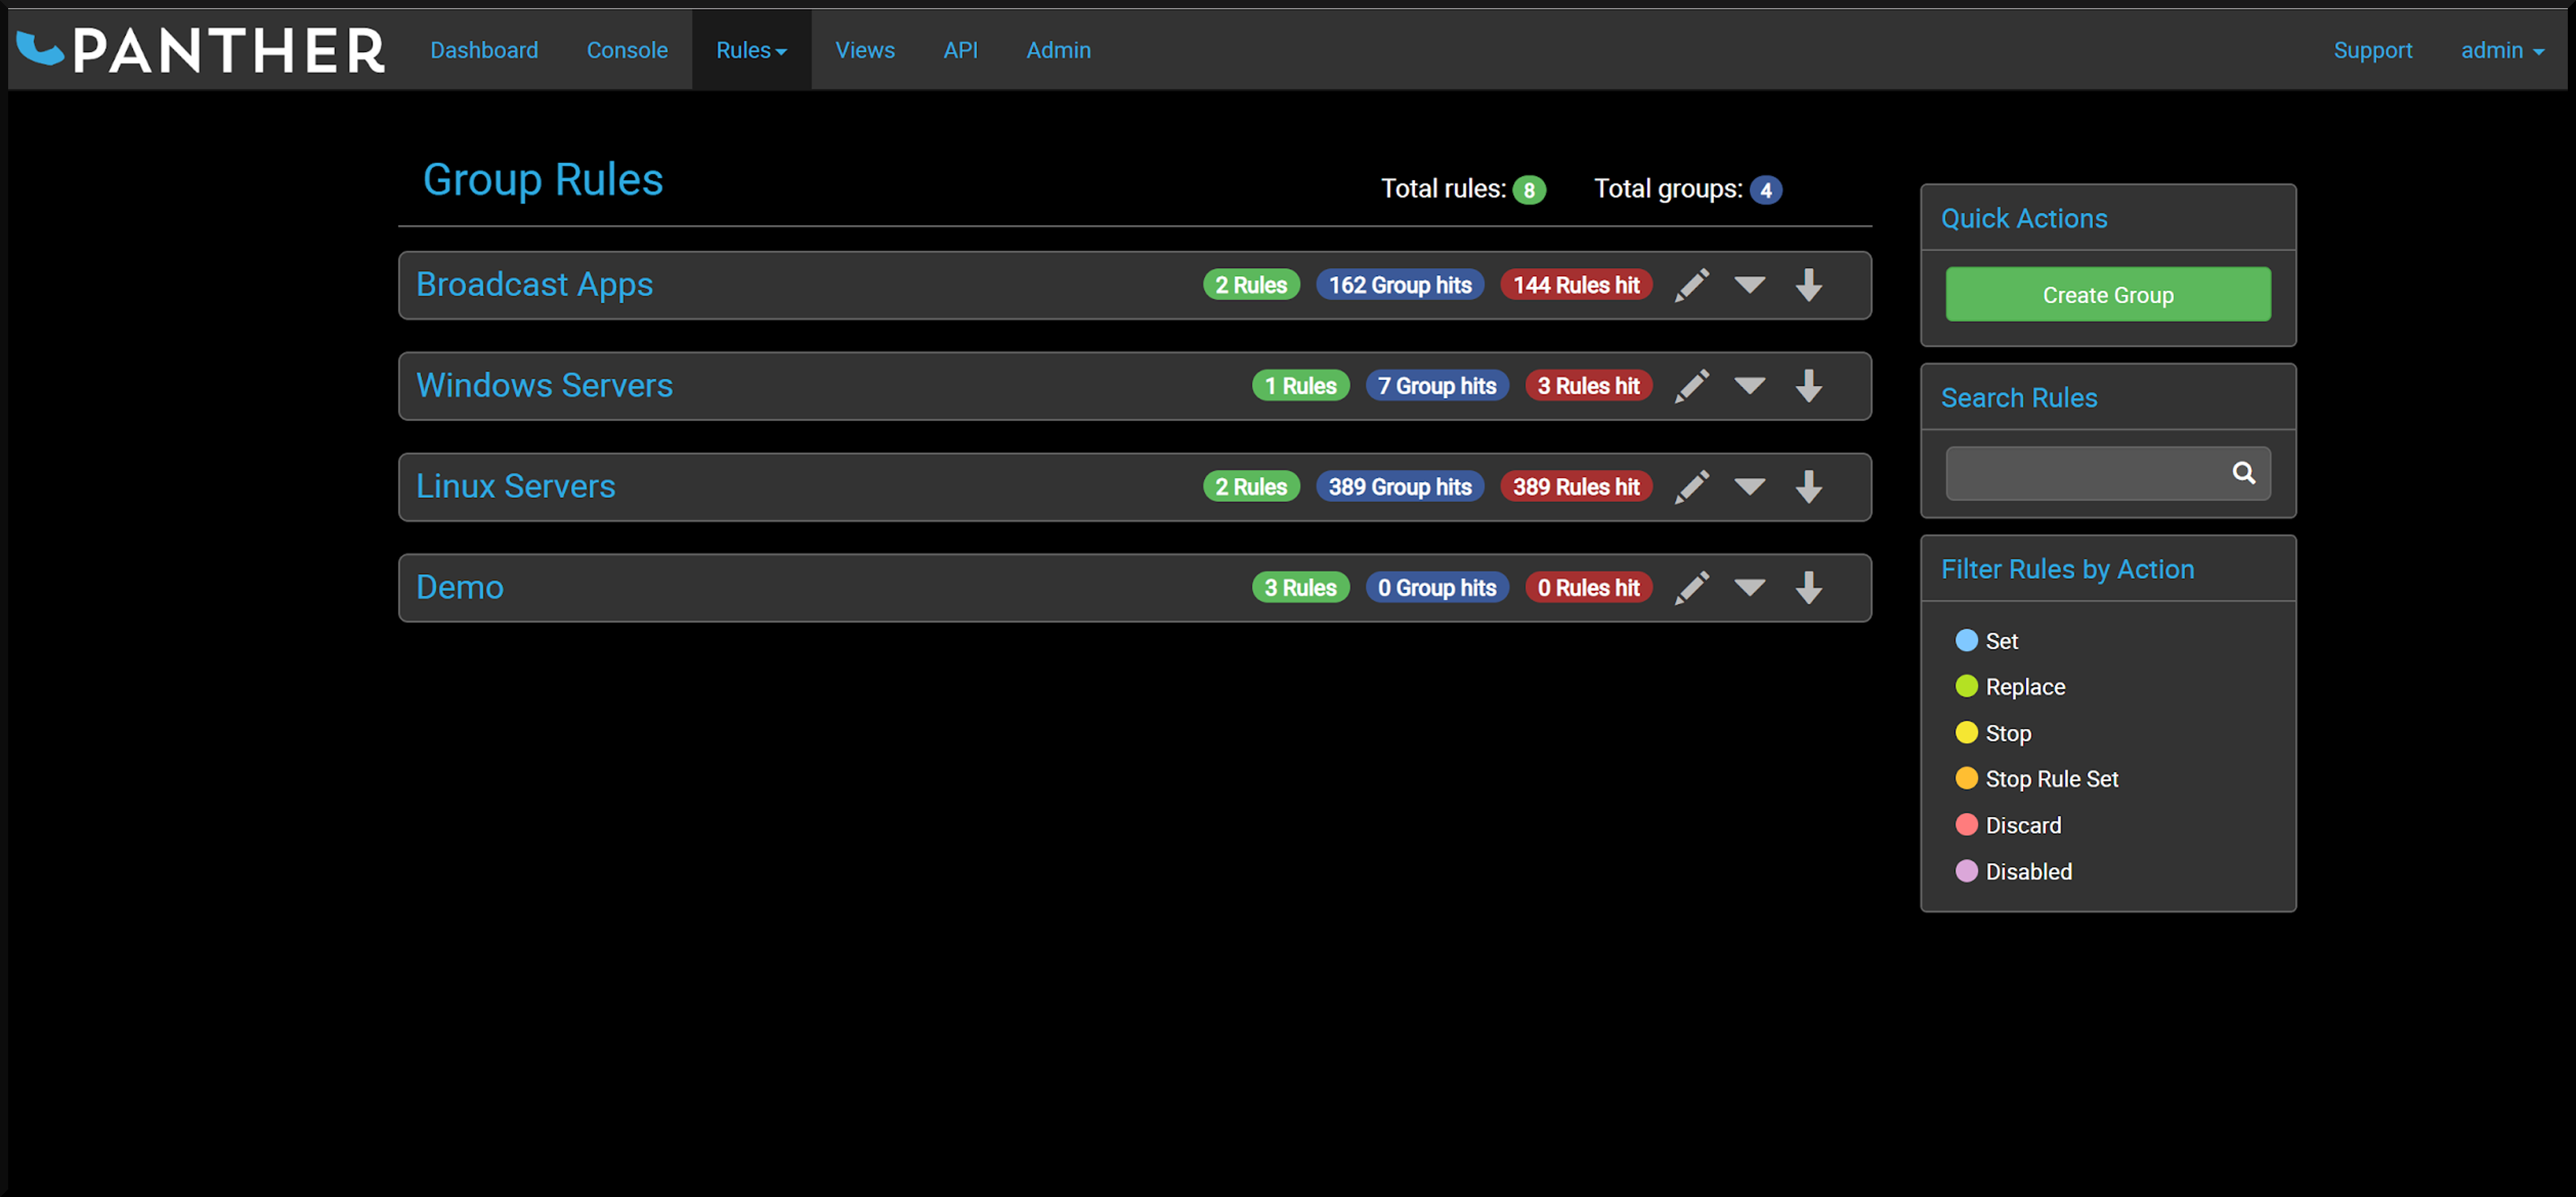 PANTHER Dashboard Console Rules Views API Admin Support admin
Group Rules Total rules: 8 Total groups: 4
Broadcast Apps 2 Rules 162 Group hits 144 Rules hit
Windows Servers 1 Rules 7 Group hits 3 Rules hit
Linux Servers 2 Rules 389 Group hits 389 Rules hit
Demo 3 Rules 0 Group hits 0 Rules hit
Quick Actions
Create Group
Search Rules
Filter Rules by Action
Set
Replace
Stop
Stop Rule Set
Discard
Disabled